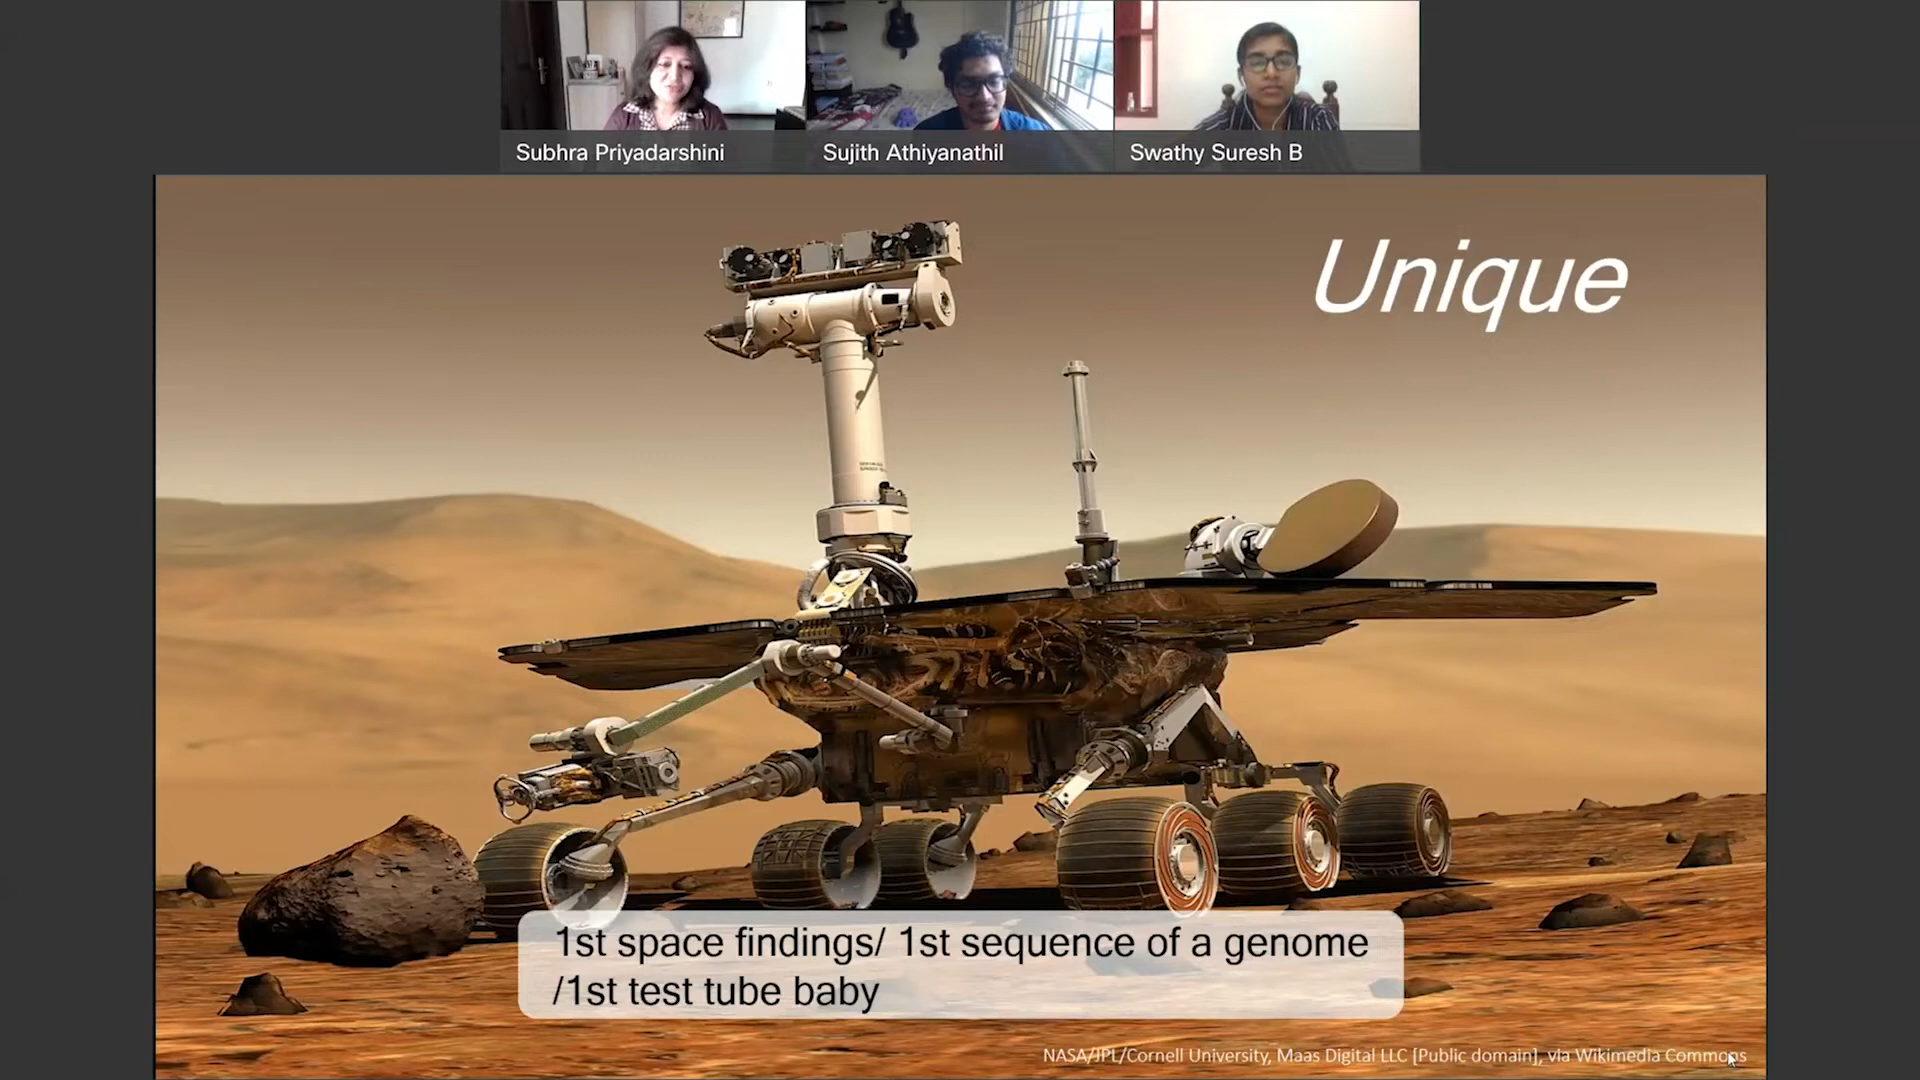 Subhra Priyadarshini
Sujith Athiyanathil
Swathy Suresh B
Unique
1st space findings/ 1st sequence of a genome
/1st test tube baby
NASA/JPL/Cornell University, Maas Digital LLC [Public domain], via Wikimedia Commons